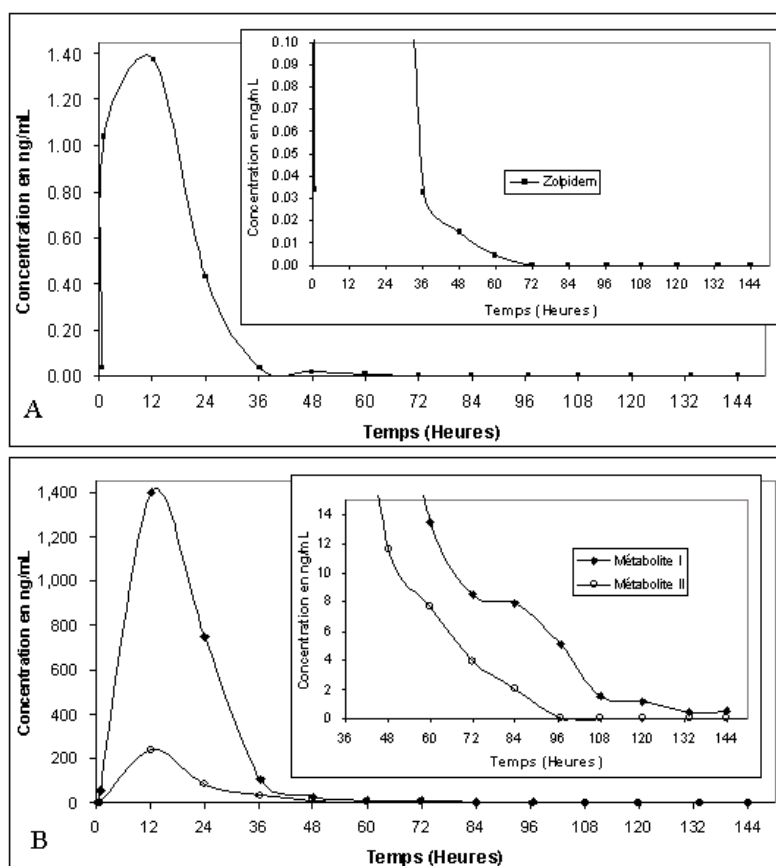 1.40
1.20
1.00
0.80
0.60
0.40
0.20
0.00
Concentration en ng/mL
0 12 24 36 48 60 72 84 96 108 120 132 144
Temps (Heures)
A
0.10
0.09
0.08
0.07
0.06
0.05
0.04
0.03
0.02
0.01
0.00
Concentration en ng/mL
Zolpidem
0 12 24 36 48 60 72 84 96 108 120 132 144
Temps (Heures)
1,400
1,200
1,000
800
600
400
200
0
Concentration en ng/mL
0 12 24 36 48 60 72 84 96 108 120 132 144
Temps (Heures)
B
14
12
10
8
6
4
2
0
Concentration en ng/mL
Métabolite I
Métabolite II
36 48 60 72 84 96 108 120 132 144
Temps (Heures)